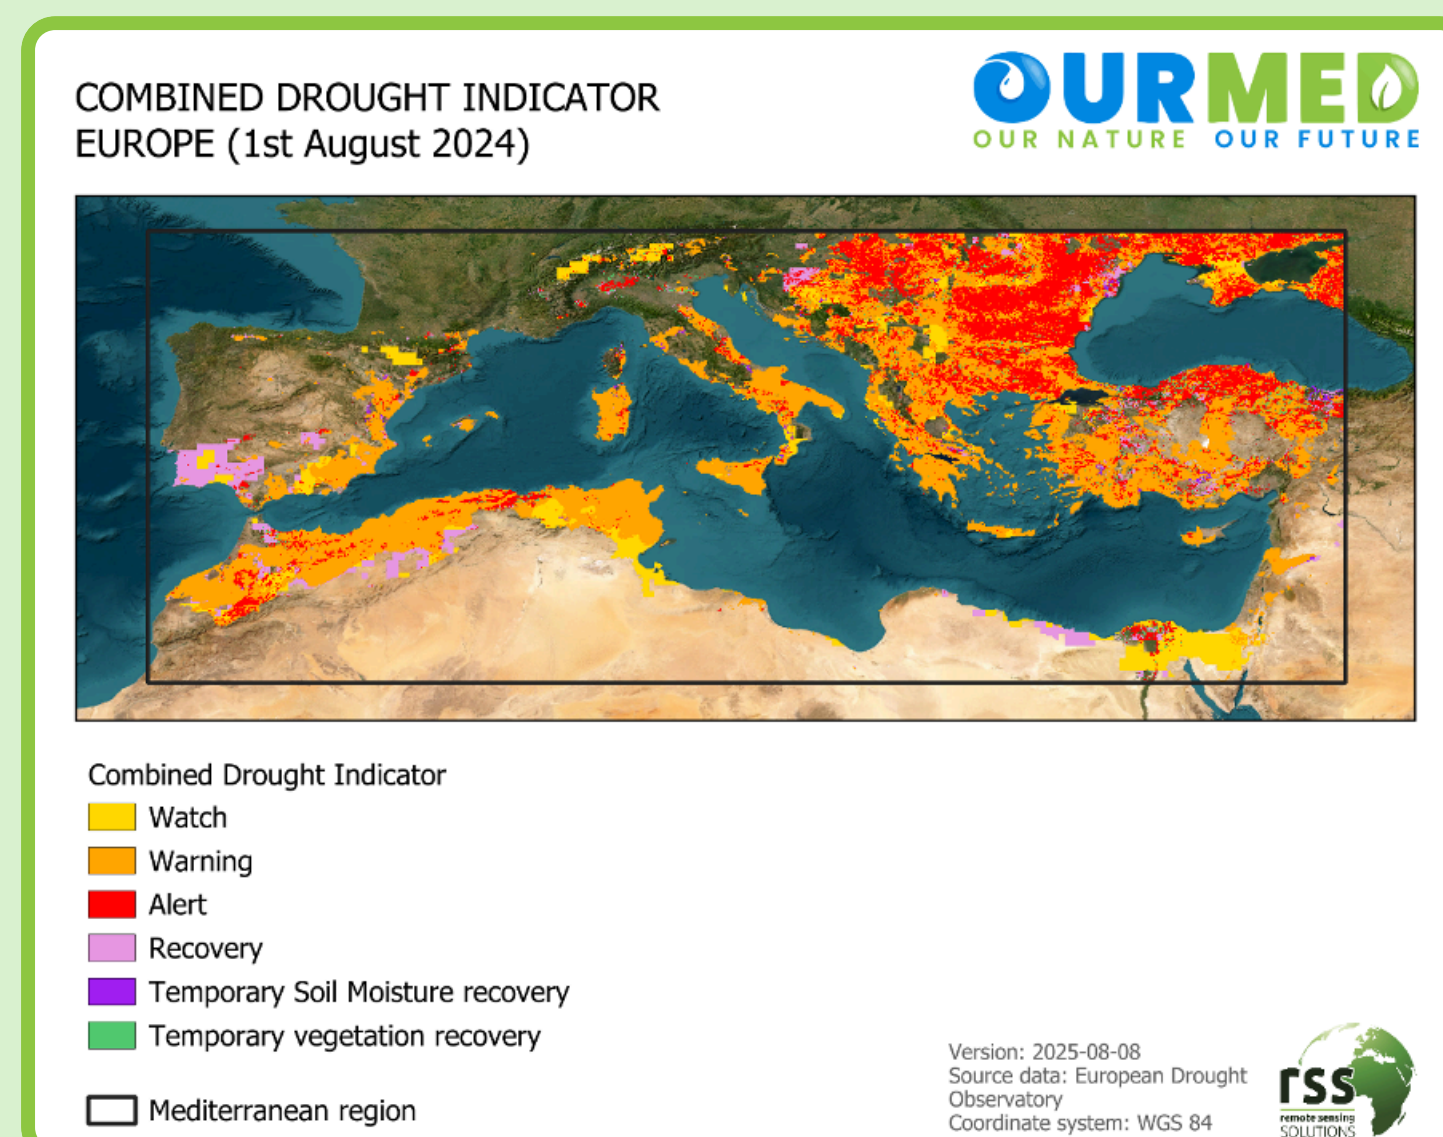 COMBINED DROUGHT INDICATOR
EUROPE (1st August 2024)
OURMED
OUR NATURE OUR FUTURE
Combined Drought Indicator
Watch
Warning
Alert
Recovery
Temporary Soil Moisture recovery
Temporary vegetation recovery
Mediterranean region
Version: 2025-08-08
Source data: European Drought
Observatory
Coordinate system: WGS 84
rss
remote sensing
SOLUTIONS